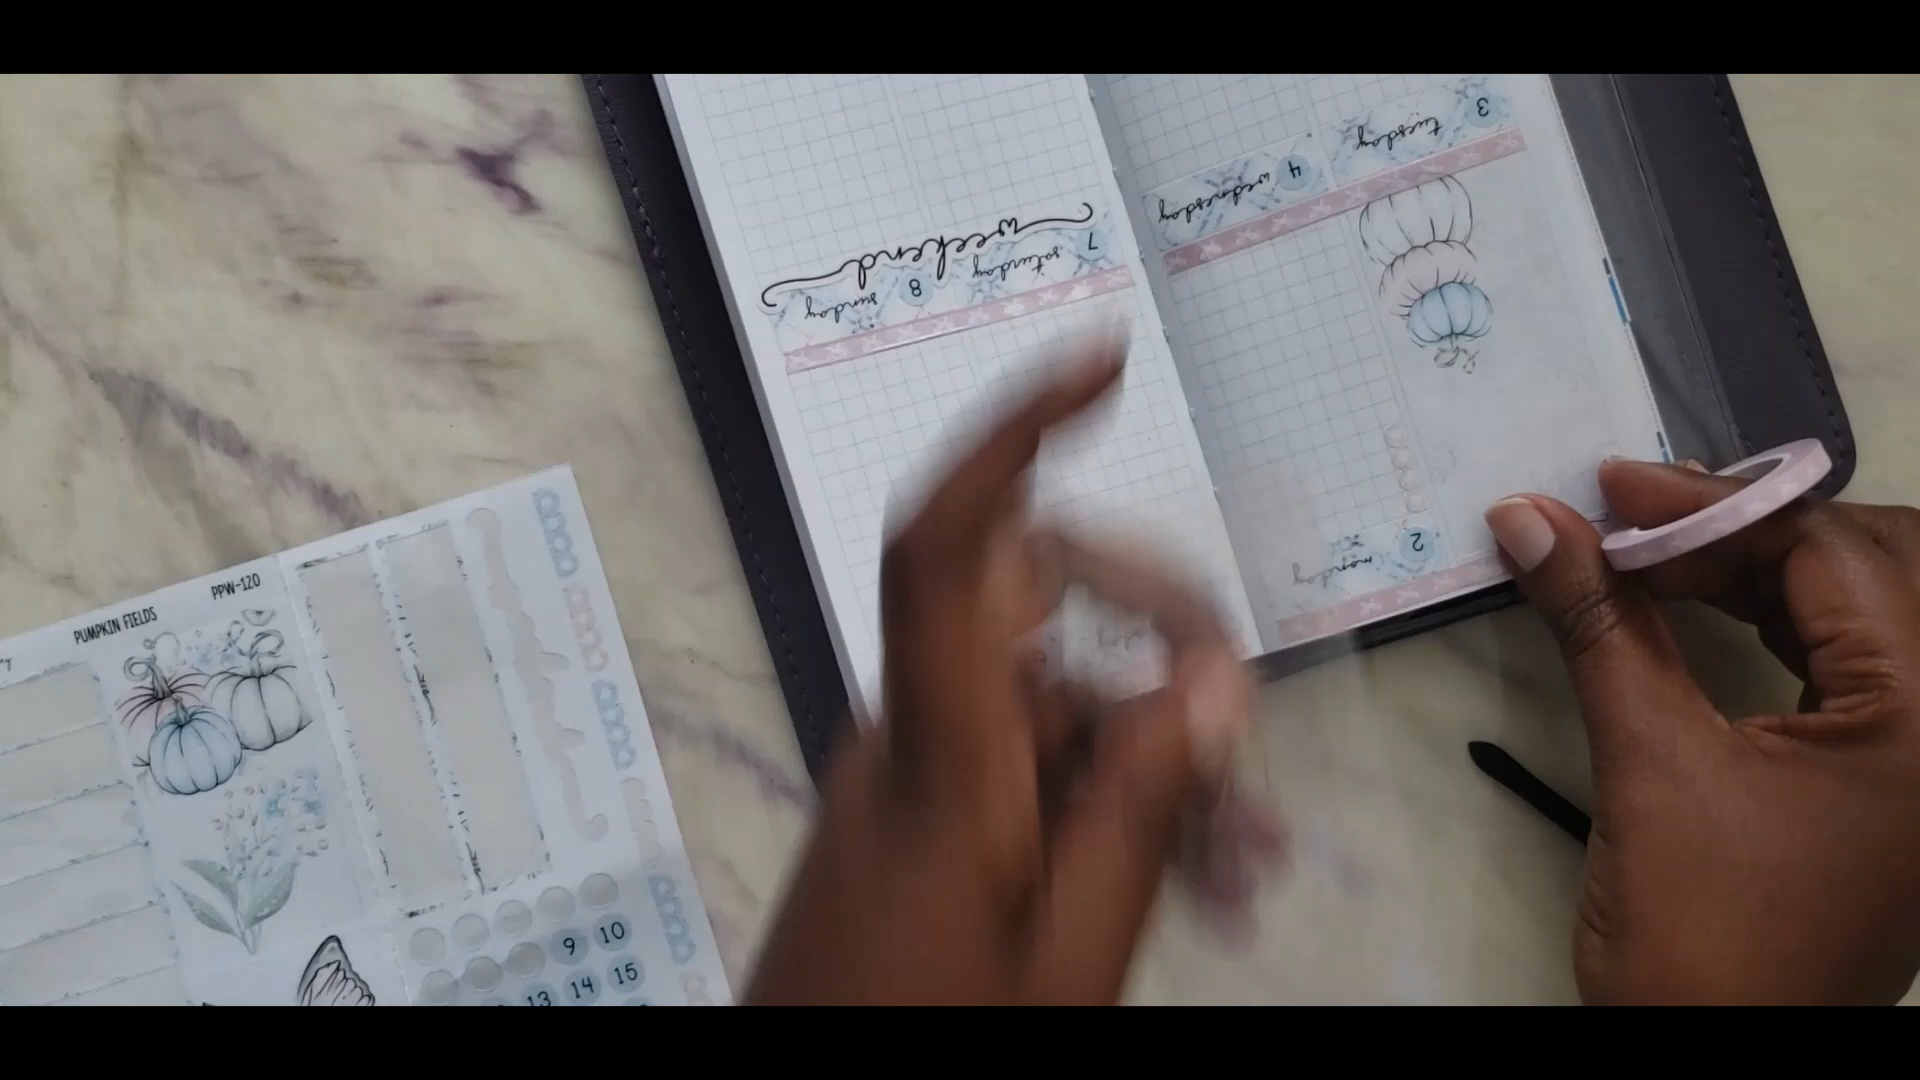 3
tuesday
4
wednesday
weekend
7
saturday
8
sunday
2
monday
day
PUMPKIN FIELDS
PPW-120
9 10
13 14 15